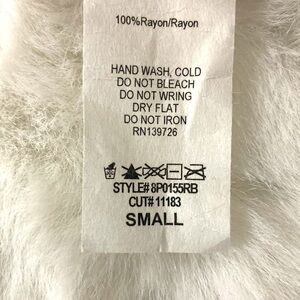 100%Rayon/Rayon
HAND WASH, COLD
DO NOT BLEACH
DO NOT WRING
DRY FLAT
DO NOT IRON
RN139726
STYLE# 8P0155RB
CUT# 11183
SMALL